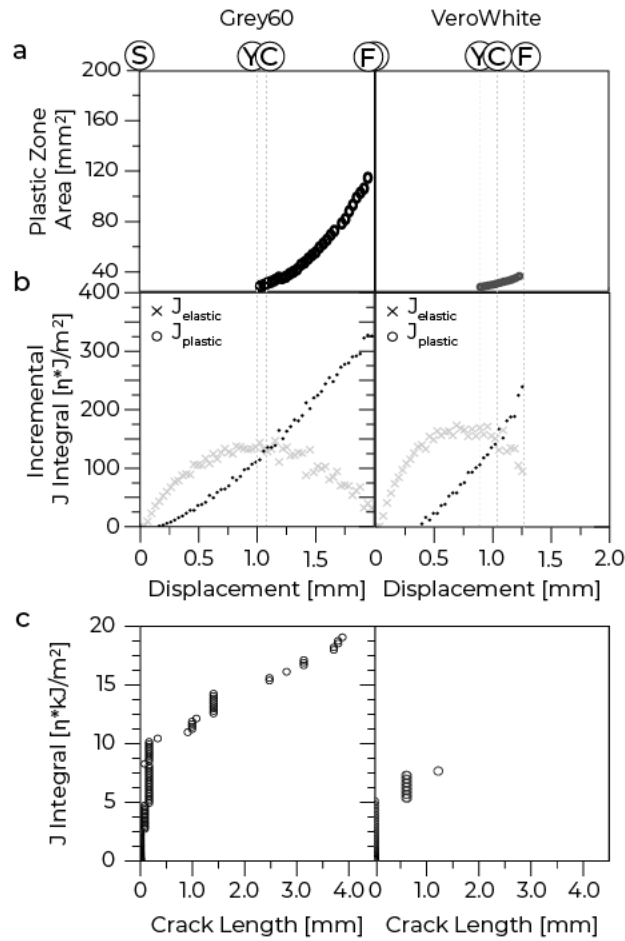 Grey60 VeroWhite
a
S Y C F Y C F
200
160
120
80
40
Plastic Zone
Area [mm²]
b
400
300
200
100
0
Incremental
J Integral [η*J/m²]
× J elastic
○ J plastic
× J elastic
○ J plastic
0 0.5 1.0 1.5 0 0.5 1.0 1.5 2.0
Displacement [mm] Displacement [mm]
c
20
15
10
5
0
J Integral [η*kJ/m²]
0 1.0 2.0 3.0 4.0 0 1.0 2.0 3.0 4.0
Crack Length [mm] Crack Length [mm]